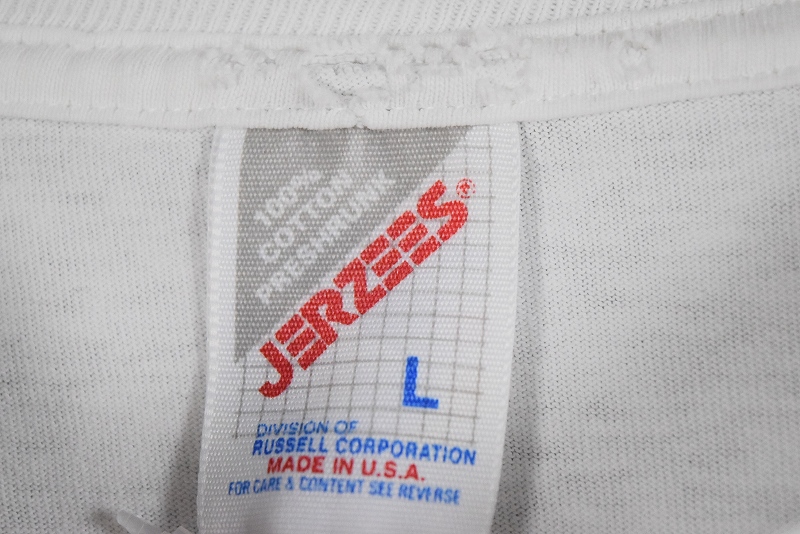 100%
COTTON
PRESHRUNK
JERZEES®
L
DIVISION OF
RUSSELL CORPORATION
MADE IN U.S.A.
FOR CARE & CONTENT SEE REVERSE